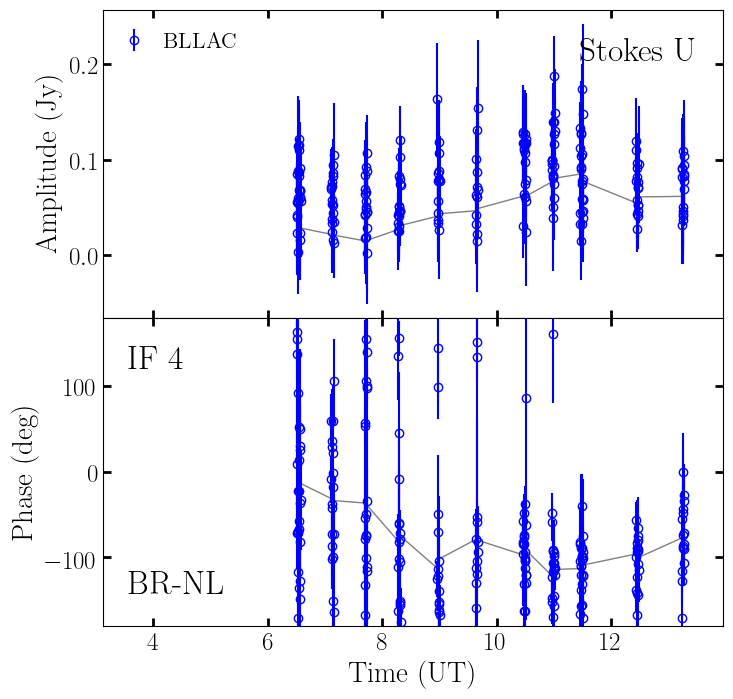 BLLAC
Stokes U
0.2
0.1
0.0
Amplitude (Jy)
IF 4
100
0
−100
Phase (deg)
BR-NL
4 6 8 10 12
Time (UT)